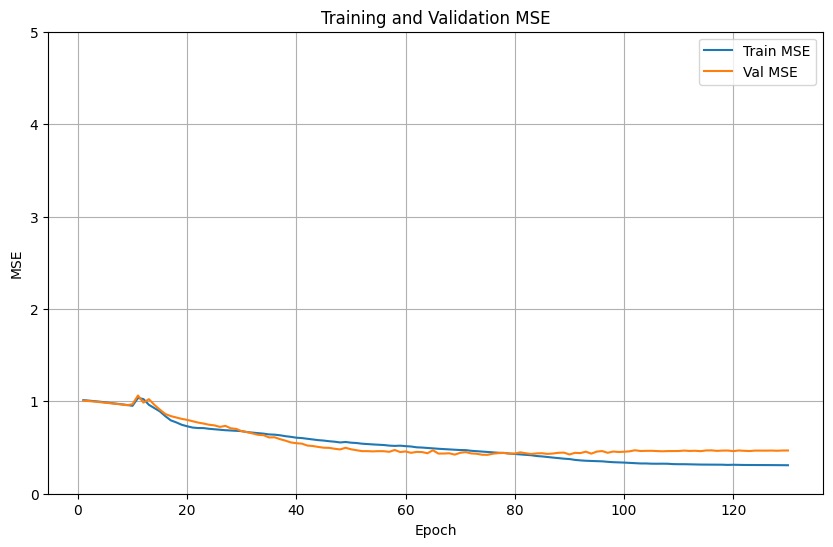 Training and Validation MSE
Train MSE
Val MSE
MSE
5
4
3
2
1
0
0 20 40 60 80 100 120
Epoch